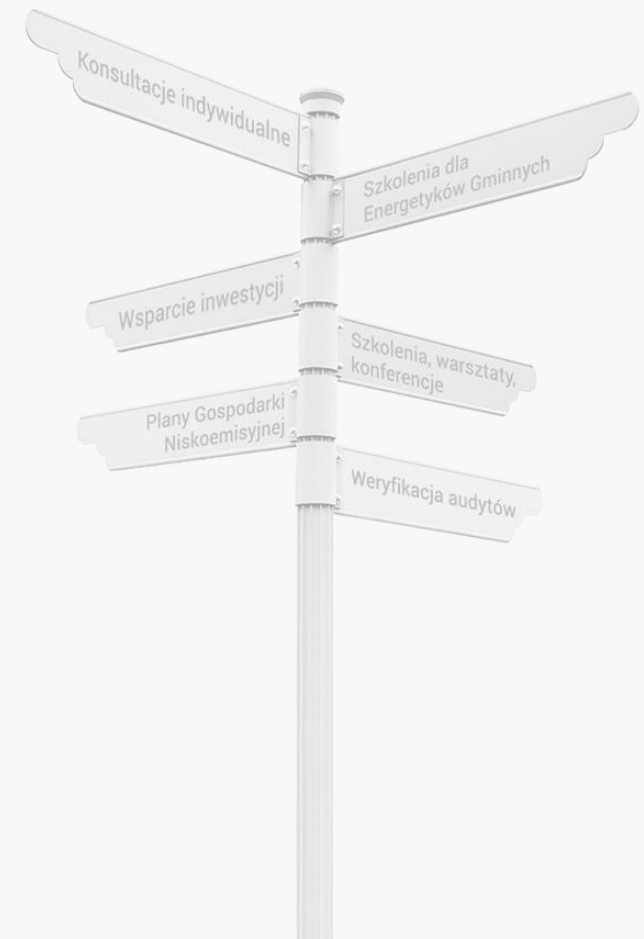 Konsultacje indywidualne
Szkolenia dla
Energetyków Gminnych
Wsparcie inwestycji
Szkolenia, warsztaty,
konferencje
Plany Gospodarki
Niskoemisyjnej
Weryfikacja audytów